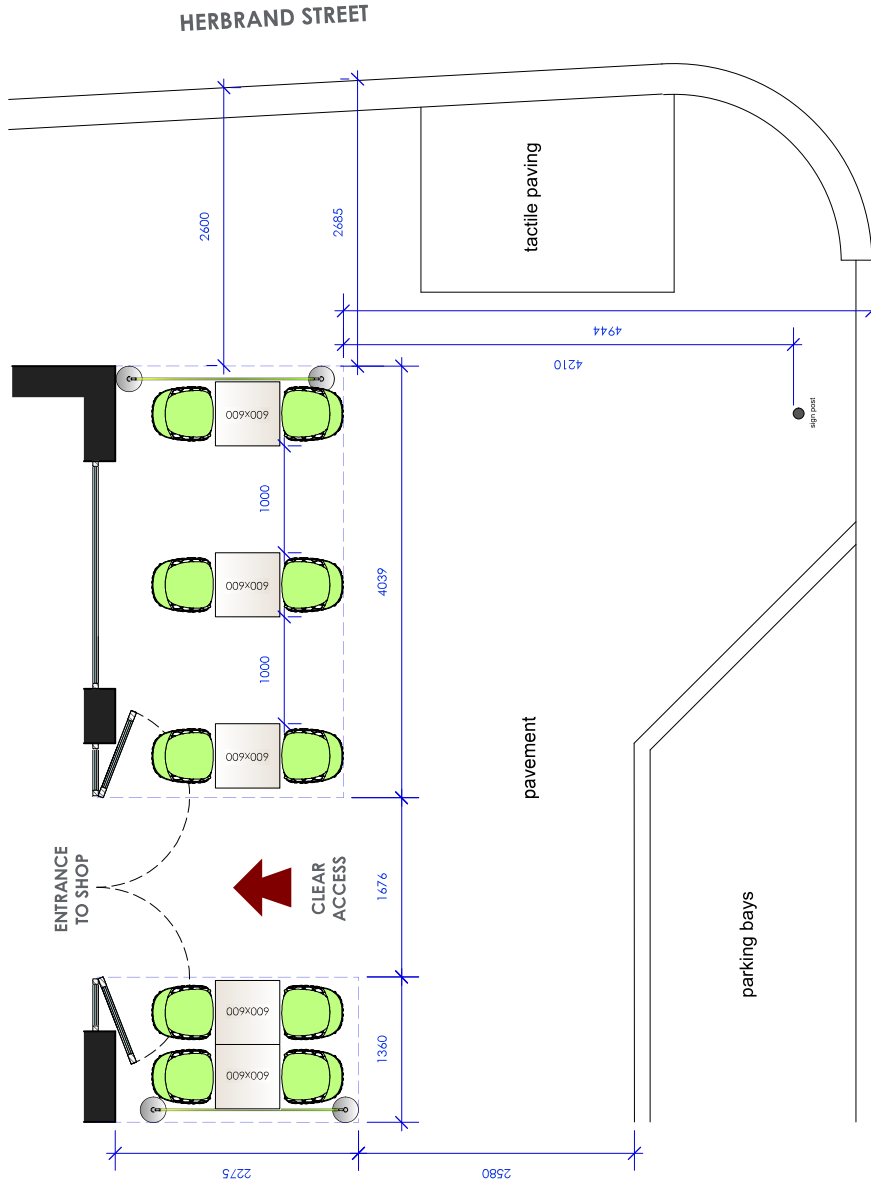 HERBRAND STREET
2600
2685
tactile paving
4944
4210
sign post
600x600
1000
600x600
4039
1000
600x600
pavement
ENTRANCE
TO SHOP
CLEAR
ACCESS
1676
parking bays
600x600
600x600
1360
2275
2580